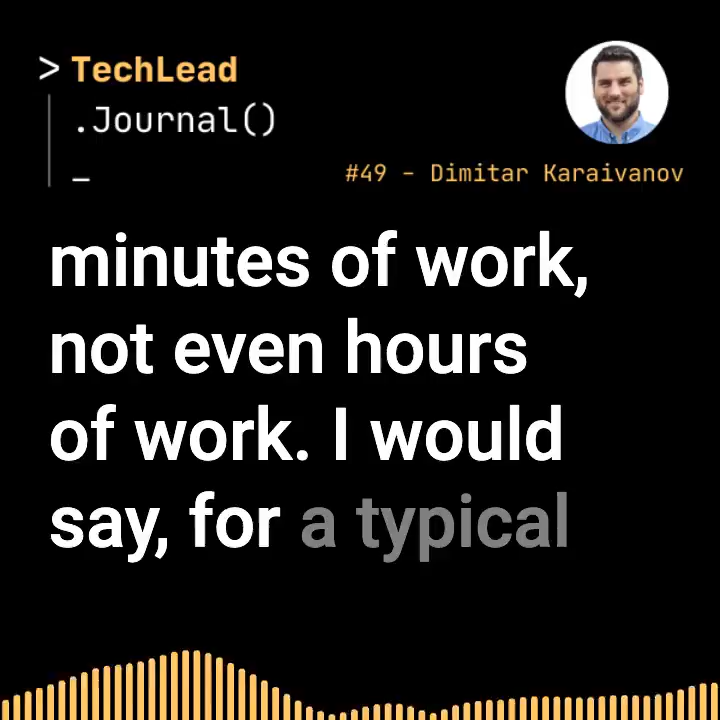 > TechLead
.Journal()
_
#49 - Dimitar Karaivanov
minutes of work,
not even hours
of work. I would
say, for a typical